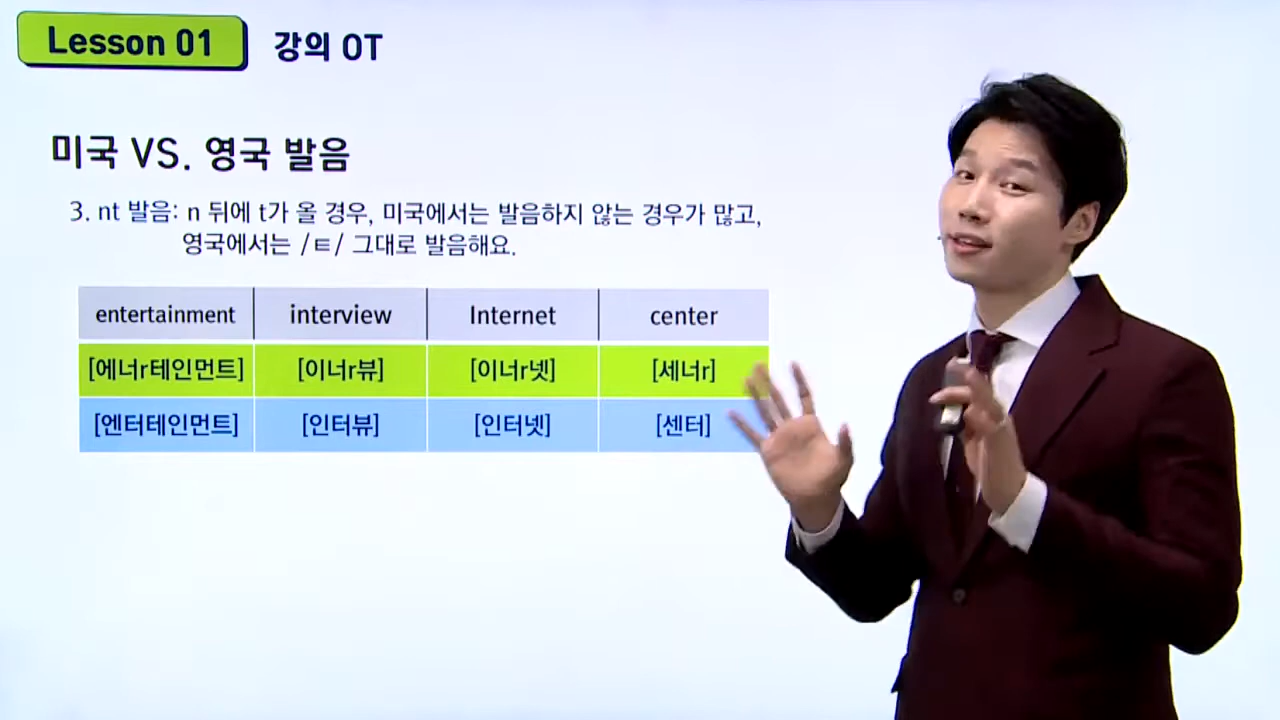 Lesson 01 강의 OT
미국 VS. 영국 발음
3. nt 발음: n 뒤에 t가 올 경우, 미국에서는 발음하지 않는 경우가 많고,
영국에서는 /ㅌ/ 그대로 발음해요.
entertainment interview Internet center
[에너r테인먼트] [이너r뷰] [이너r넷] [세너r]
[엔터테인먼트] [인터뷰] [인터넷] [센터]